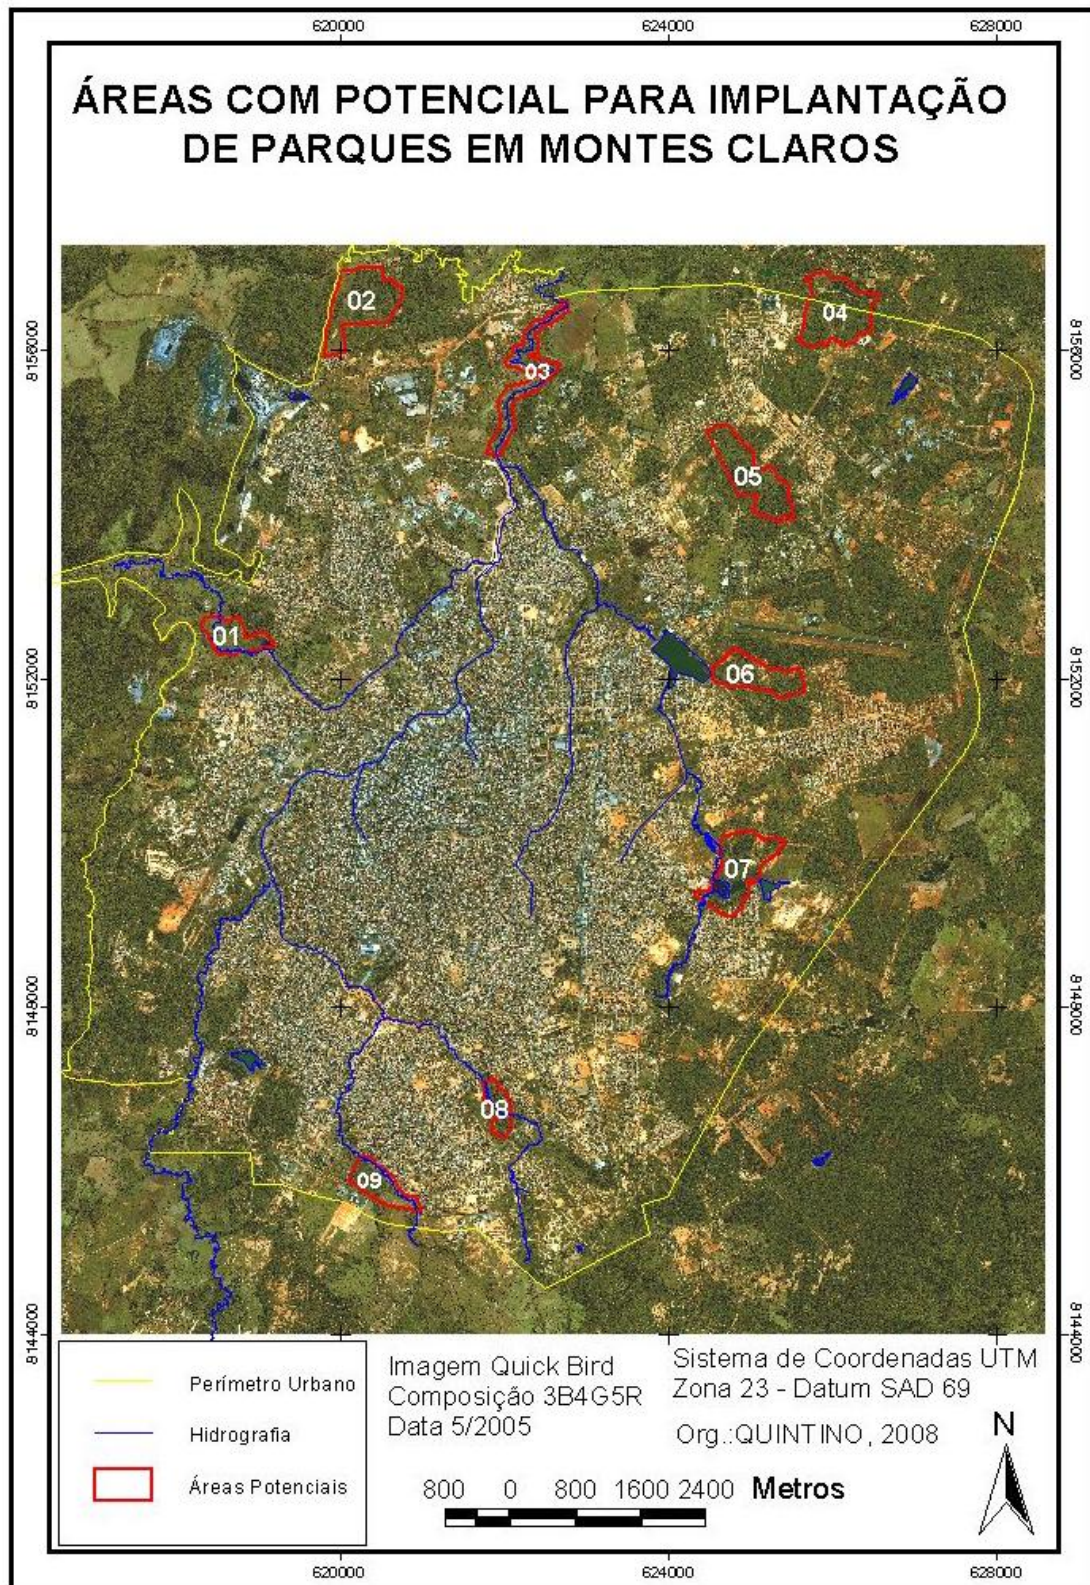 620000 624000 628000
ÁREAS COM POTENCIAL PARA IMPLANTAÇÃO
DE PARQUES EM MONTES CLAROS
02
04
03
8156000 8156000
05
01
06
8152000 8152000
07
8148000 8148000
08
09
8144000 8144000
Perímetro Urbano
Hidrografia
Áreas Potenciais
Imagem Quick Bird
Composição 3B4G5R
Data 5/2005
Sistema de Coordenadas UTM
Zona 23 - Datum SAD 69
Org.:QUINTINO, 2008
N
800 0 800 1600 2400 Metros
620000 624000 628000